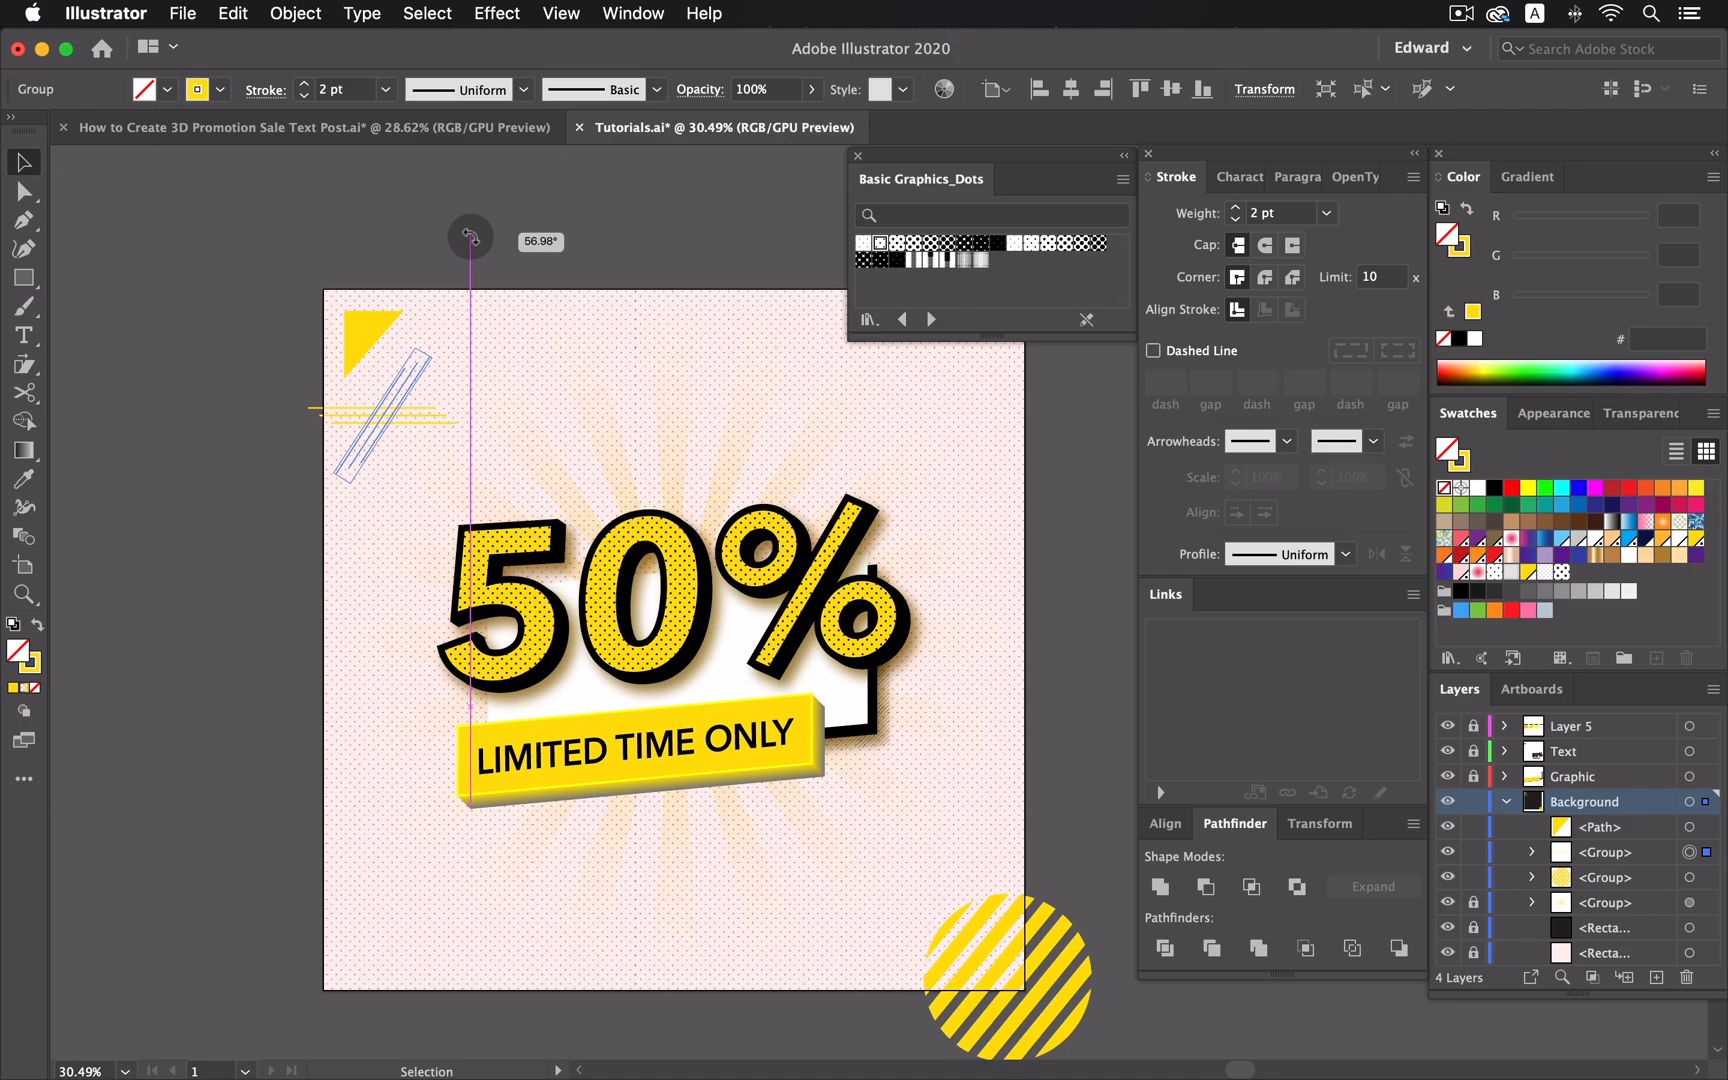 Illustrator File Edit Object Type Select Effect View Window Help
A
Adobe Illustrator 2020
Edward
Search Adobe Stock
Group
Stroke: 2 pt
Uniform
Basic
Opacity: 100%
Style:
Transform
How to Create 3D Promotion Sale Text Post.ai* @ 28.62% (RGB/GPU Preview)
Tutorials.ai* @ 30.49% (RGB/GPU Preview)
Basic Graphics_Dots
56.98°
50%
LIMITED TIME ONLY
Stroke Charact Paragra OpenTy
Weight: 2 pt
Cap:
Corner: Limit: 10 x
Align Stroke:
Dashed Line
dash gap dash gap dash gap
Arrowheads:
Scale: 100% 100%
Align:
Profile: Uniform
Links
Align Pathfinder Transform
Shape Modes:
Expand
Pathfinders:
Color Gradient
R
G
B
#
Swatches Appearance Transparenc
Layers Artboards
Layer 5
Text
Graphic
Background
<Path>
<Group>
<Group>
<Group>
<Recta...
<Recta...
4 Layers
30.49%
1
Selection